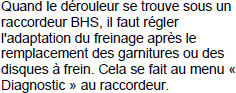 Quand le dérouleur se trouve sous un
raccordeur BHS, il faut régler
l'adaptation du freinage après le
remplacement des garnitures ou des
disques à frein. Cela se fait au menu «
Diagnostic » au raccordeur.